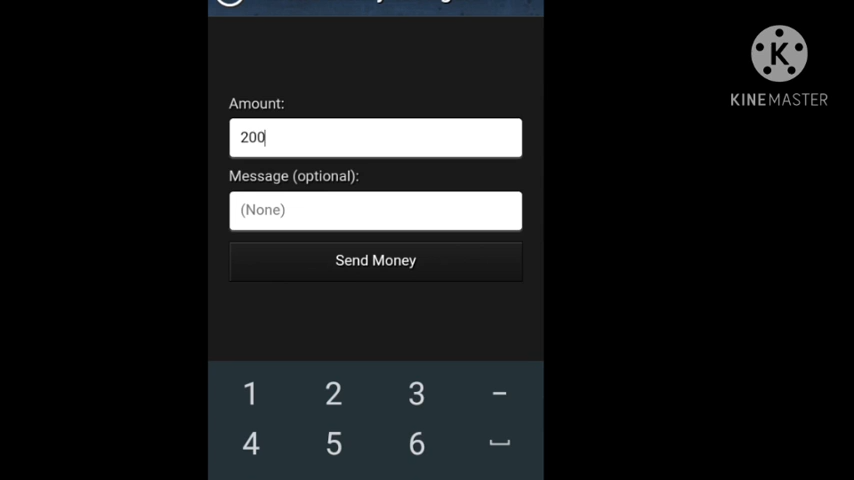 Amount:
200
Message (optional):
(None)
Send Money
1 2 3 -
4 5 6
K
KINEMASTER